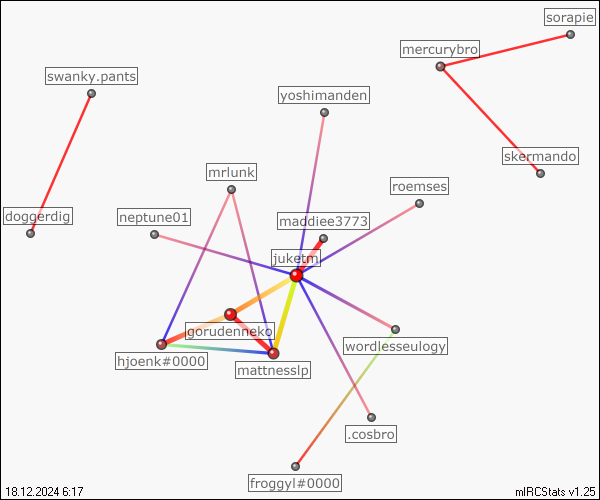 sorapie
mercurybro
swanky.pants
yoshimanden
skermando
mrlunk
roemses
doggerdig
neptune01
maddiee3773
juketm
gorudenneko
wordlesseulogy
hjoenk#0000
mattnesslp
.cosbro
froggyl#0000
18.12.2024 6:17
mIRCStats v1.25